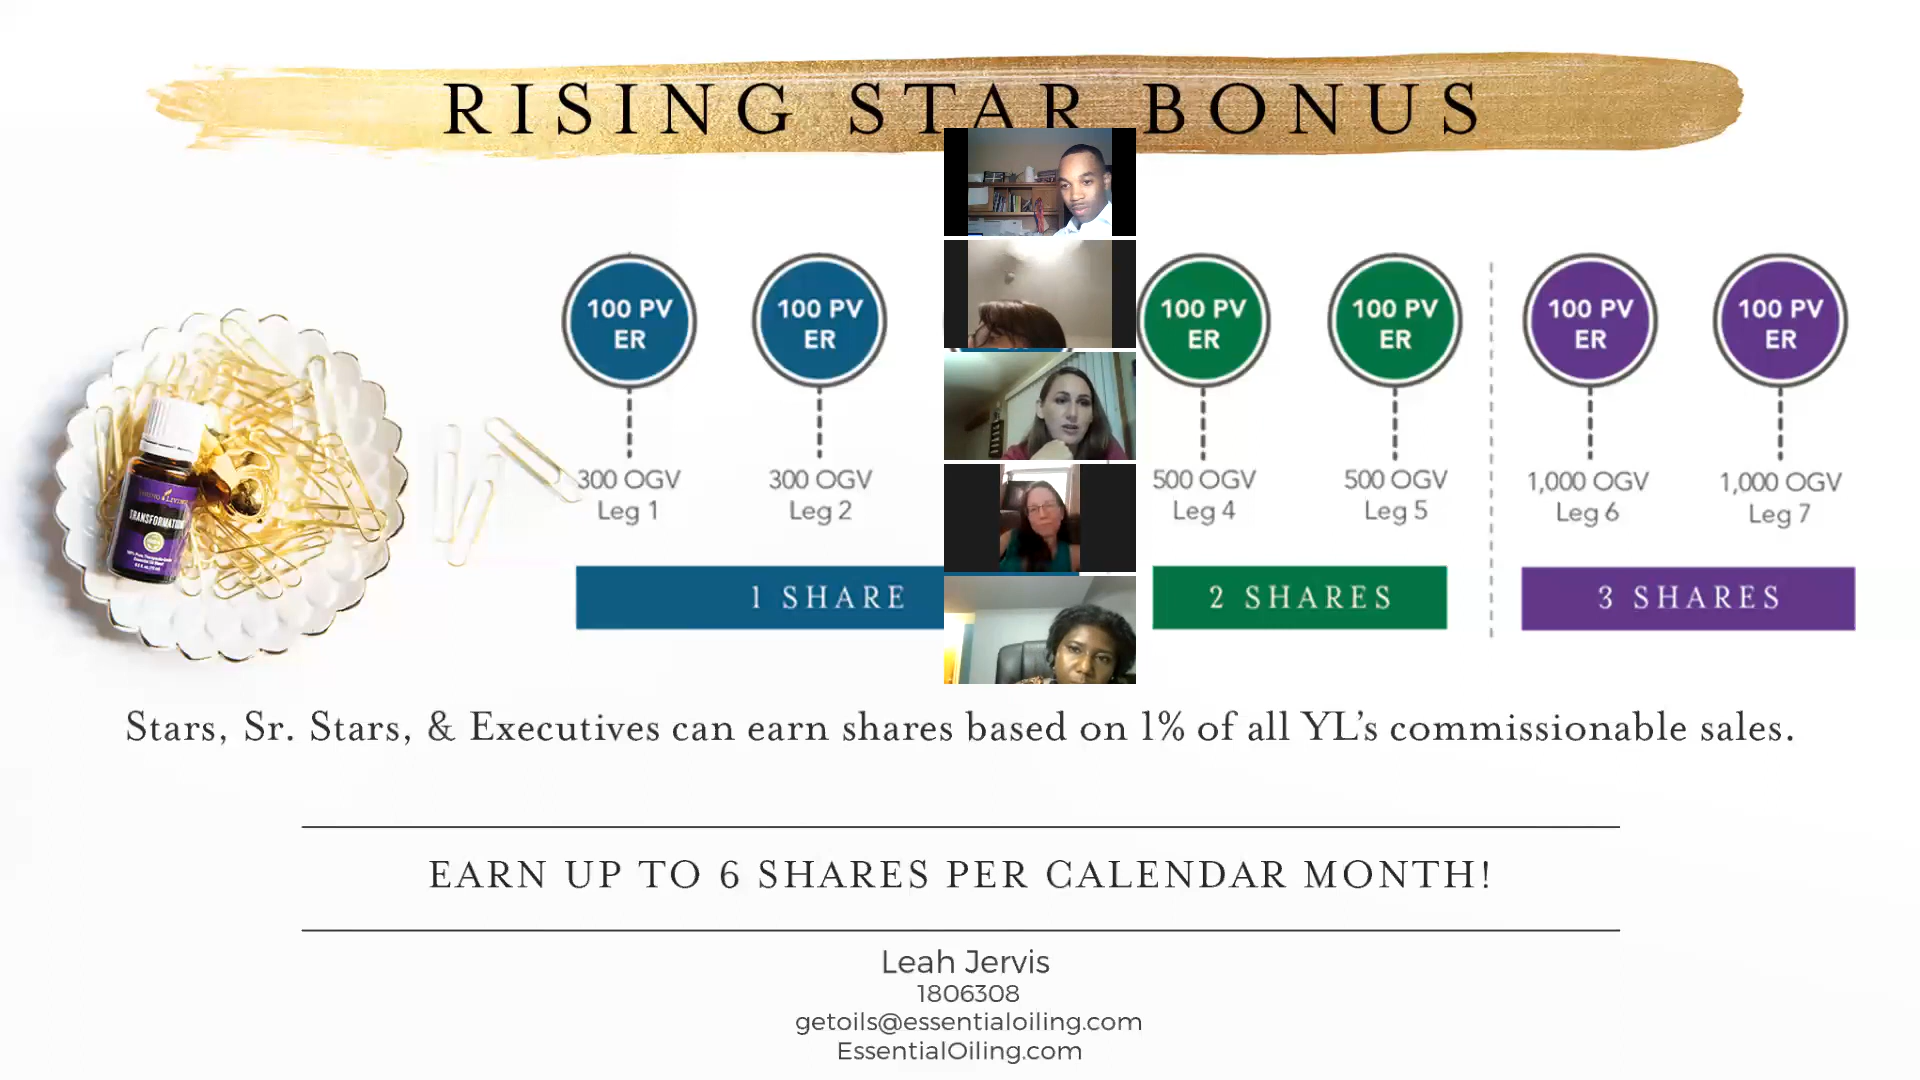 RISING STAR BONUS
100 PV
ER
100 PV
ER
100 PV
ER
100 PV
ER
100 PV
ER
100 PV
ER
300 OGV
Leg 1
300 OGV
Leg 2
500 OGV
Leg 4
500 OGV
Leg 5
1,000 OGV
Leg 6
1,000 OGV
Leg 7
YOUNG LIVING
TRANSFORMATION
1 SHARE
2 SHARES
3 SHARES
Stars, Sr. Stars, & Executives can earn shares based on 1% of all YL's commissionable sales.
EARN UP TO 6 SHARES PER CALENDAR MONTH!
Leah Jervis
1806308
getoils@essentialoiling.com
EssentialOiling.com